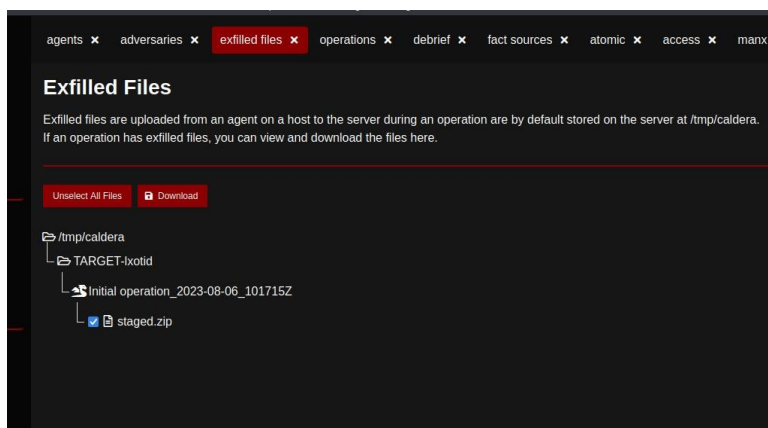 agents × adversaries × exfilled files × operations × debrief × fact sources × atomic × access × manx
Exfilled Files
Exfilled files are uploaded from an agent on a host to the server during an operation are by default stored on the server at /tmp/caldera.
If an operation has exfilled files, you can view and download the files here.
Unselect All Files Download
/tmp/caldera
TARGET-lxotid
Initial operation_2023-08-06_101715Z
staged.zip